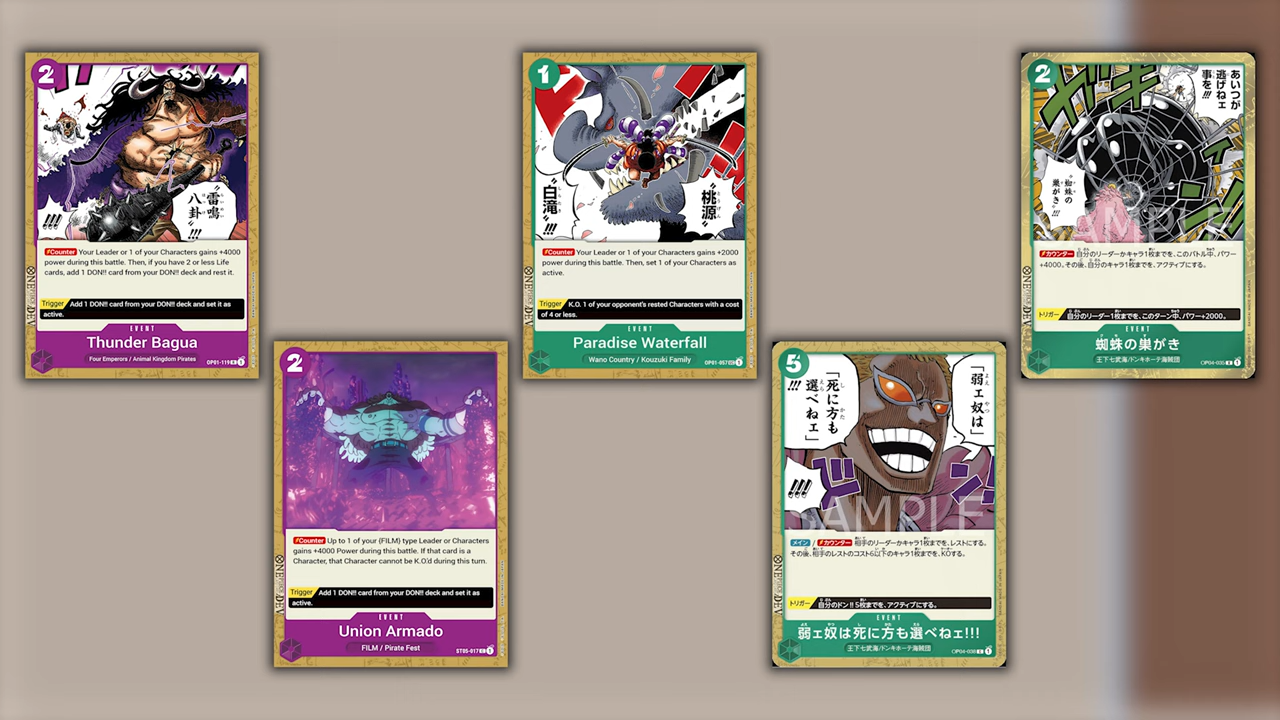 2
雷鳴
八卦
!!!
!!!
Counter Your Leader or 1 of your Characters gains +4000
power during this battle. Then, if you have 2 or less Life
cards, add 1 DON!! card from your DON!! deck and rest it.
Trigger Add 1 DON!! card from your DON!! deck and set it as
active.
EVENT
Thunder Bagua
Four Emperors / Animal Kingdom Pirates
OP01-119
2
Counter Up to 1 of your {FILM} type Leader or Characters
gains +4000 Power during this battle. If that card is a
Character, that Character cannot be K.O.'d during this turn.
Trigger Add 1 DON!! card from your DON!! deck and set it as
active.
EVENT
Union Armado
FILM / Pirate Fest
ST05-017
1
桃源
白滝
!!!
Counter Your Leader or 1 of your Characters gains +2000
power during this battle. Then, set 1 of your Characters as
active.
Trigger K.O. 1 of your opponent's rested Characters with a cost
of 4 or less.
EVENT
Paradise Waterfall
Wano Country / Kouzuki Family
OP01-057
5
「弱ェ奴は」
「死に方も
選べねェ」
!!!
ドン!!
SAMPLE
メイン / カウンター 相手のリーダーかキャラ1枚までを、レストにする。
その後、相手のレストのコスト6以下のキャラ1枚までを、KOする。
トリガー 自分のドン!!5枚までを、アクティブにする。
EVENT
弱ェ奴は死に方も選べねェ!!!
王下七武海/ドンキホーテ海賊団
OP04-038
2
あいつが
逃げねェ
事を!!!
蜘蛛の
巣がき
!!!
SAMPLE
カウンター 自分のリーダーかキャラ1枚までを、このバトル中、パワー
+4000。その後、自分のキャラ1枚までを、アクティブにする。
トリガー 自分のリーダー1枚までを、このターン中、パワー+2000。
EVENT
蜘蛛の巣がき
王下七武海/ドンキホーテ海賊団
OP04-035